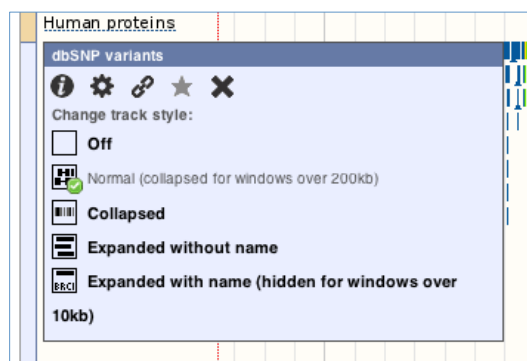 Human proteins
dbSNP variants
Change track style:
Off
Normal (collapsed for windows over 200kb)
Collapsed
Expanded without name
BRCI Expanded with name (hidden for windows over
10kb)